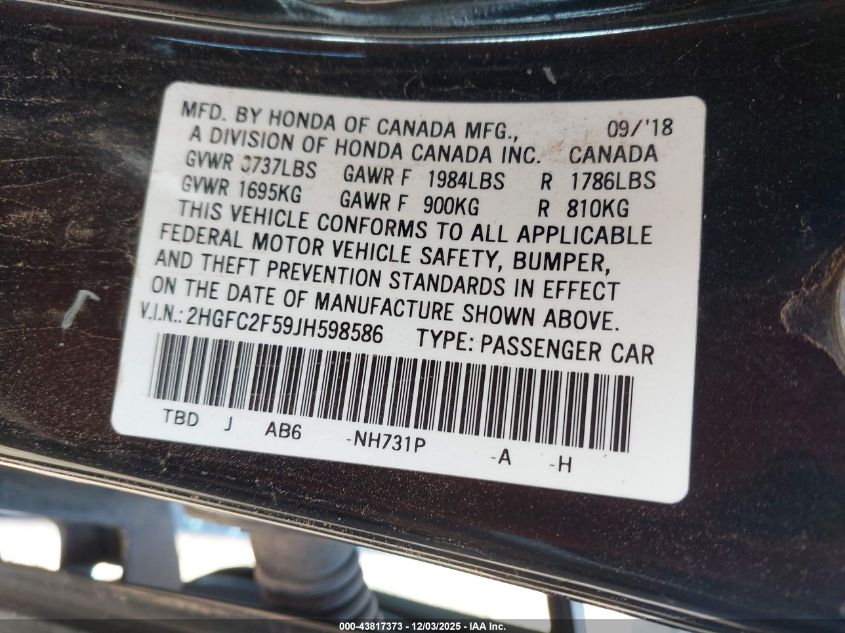 MFD. BY HONDA OF CANADA MFG., 09/'18
A DIVISION OF HONDA CANADA INC. CANADA
GVWR 3737LBS GAWR F 1984LBS R 1786LBS
GVWR 1695KG GAWR F 900KG R 810KG
THIS VEHICLE CONFORMS TO ALL APPLICABLE
FEDERAL MOTOR VEHICLE SAFETY, BUMPER,
AND THEFT PREVENTION STANDARDS IN EFFECT
ON THE DATE OF MANUFACTURE SHOWN ABOVE.
V.I.N.: 2HGFC2F59JH598586 TYPE: PASSENGER CAR
TBD J AB6 -NH731P -A -H
000-43817373 - 12/03/2025 - IAA Inc.